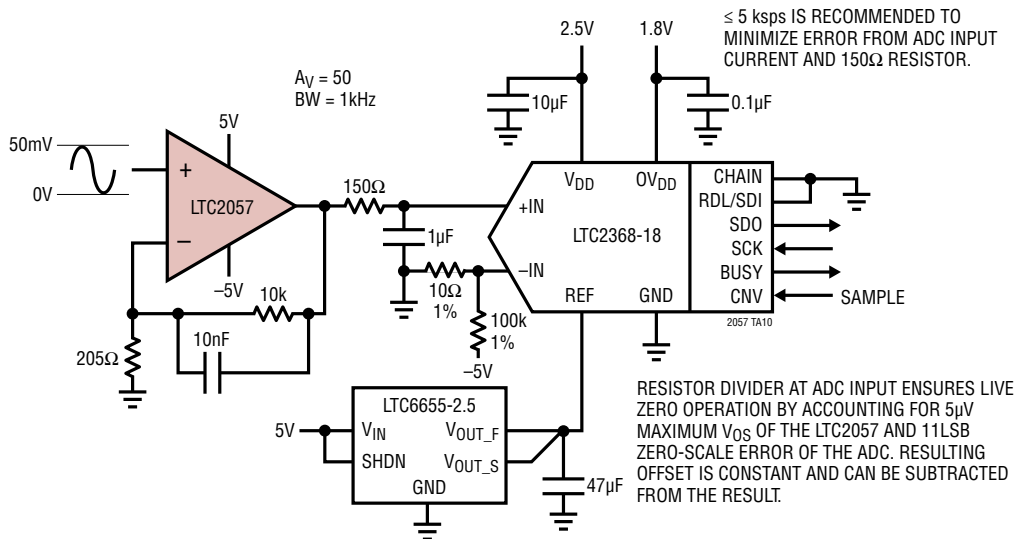 ≤ 5 ksps IS RECOMMENDED TO
MINIMIZE ERROR FROM ADC INPUT
CURRENT AND 150Ω RESISTOR.
2.5V
1.8V
AV = 50
BW = 1kHz
10µF
0.1µF
5V
50mV
0V
+
LTC2057
–
–5V
150Ω
1µF
10Ω
1%
100k
1%
–5V
10k
10nF
205Ω
VDD
OVDD
+IN
LTC2368-18
–IN
REF
GND
CHAIN
RDL/SDI
SDO
SCK
BUSY
CNV
SAMPLE
2057 TA10
LTC6655-2.5
5V
VIN
VOUT_F
SHDN
VOUT_S
GND
47µF
RESISTOR DIVIDER AT ADC INPUT ENSURES LIVE
ZERO OPERATION BY ACCOUNTING FOR 5µV
MAXIMUM VOS OF THE LTC2057 AND 11LSB
ZERO-SCALE ERROR OF THE ADC. RESULTING
OFFSET IS CONSTANT AND CAN BE SUBTRACTED
FROM THE RESULT.